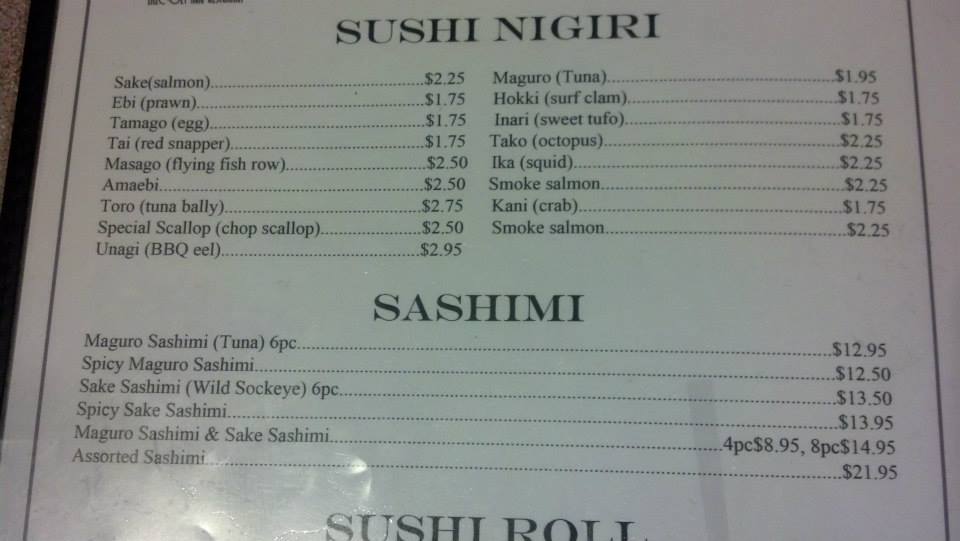 SUSHI NIGIRI
Sake(salmon)..........$2.25
Ebi (prawn)..........$1.75
Tamago (egg)..........$1.75
Tai (red snapper)..........$1.75
Masago (flying fish row)..........$2.50
Amaebi..........$2.50
Toro (tuna bally)..........$2.75
Special Scallop (chop scallop)..........$2.50
Unagi (BBQ eel)..........$2.95
Maguro (Tuna)..........$1.95
Hokki (surf clam)..........$1.75
Inari (sweet tufo)..........$1.75
Tako (octopus)..........$2.25
Ika (squid)..........$2.25
Smoke salmon..........$2.25
Kani (crab)..........$1.75
Smoke salmon..........$2.25
SASHIMI
Maguro Sashimi (Tuna) 6pc..........$12.95
Spicy Maguro Sashimi..........$12.50
Sake Sashimi (Wild Sockeye) 6pc..........$13.50
Spicy Sake Sashimi..........$13.95
Maguro Sashimi & Sake Sashimi..........4pc$8.95, 8pc$14.95
Assorted Sashimi..........$21.95
SUSHI ROLL